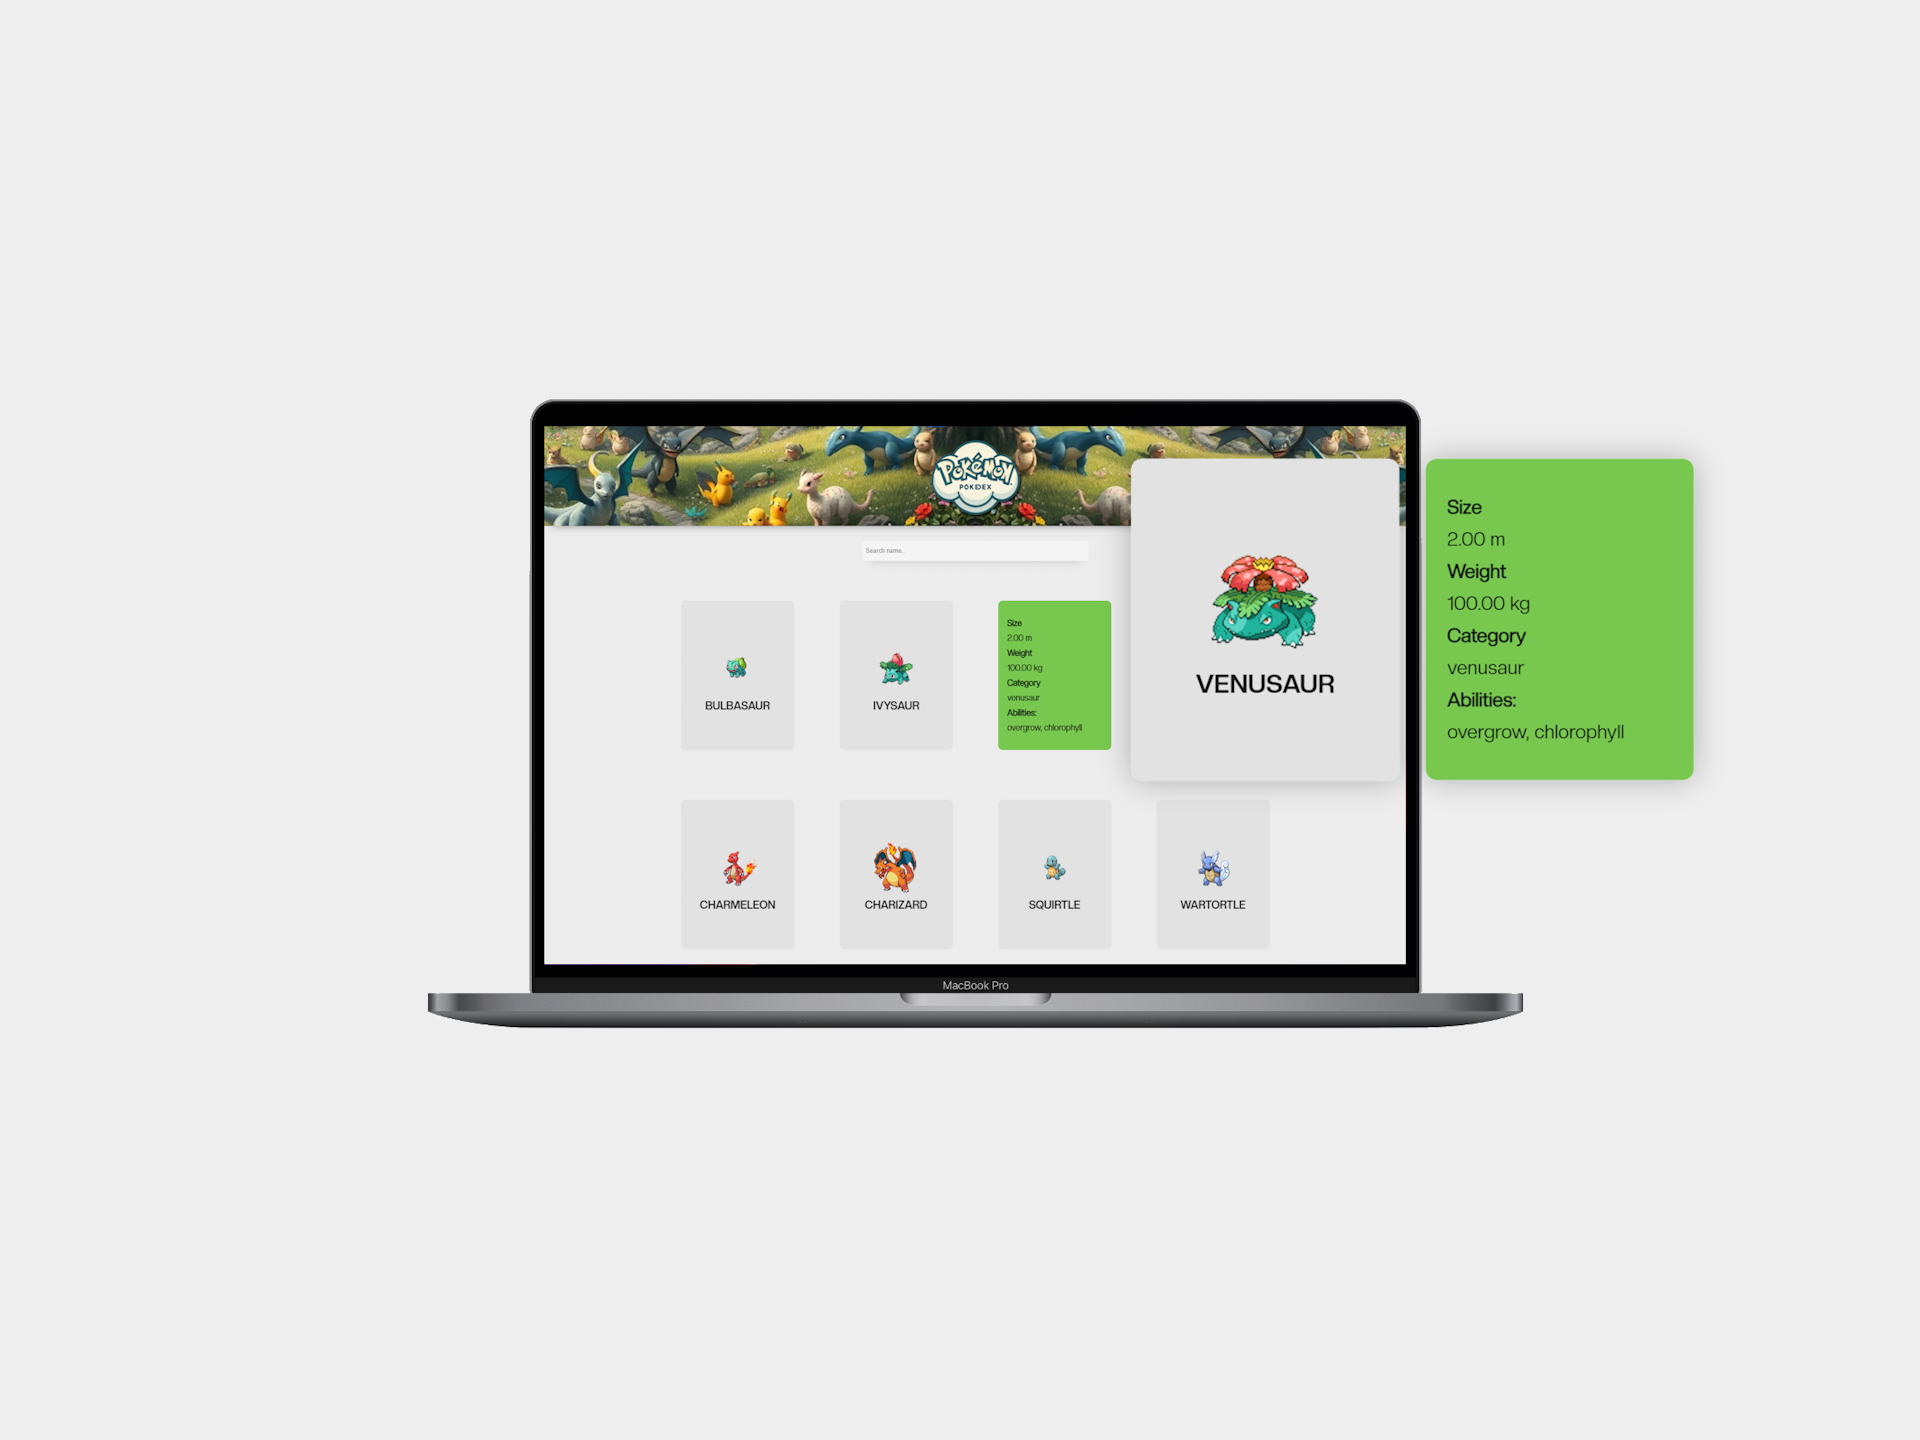 Pokémon
POKEDEX
Search name...
BULBASAUR
IVYSAUR
Size
2.00 m
Weight
100.00 kg
Category
venusaur
Abilities:
overgrow, chlorophyll
VENUSAUR
Size
2.00 m
Weight
100.00 kg
Category
venusaur
Abilities:
overgrow, chlorophyll
CHARMELEON
CHARIZARD
SQUIRTLE
WARTORTLE
MacBook Pro